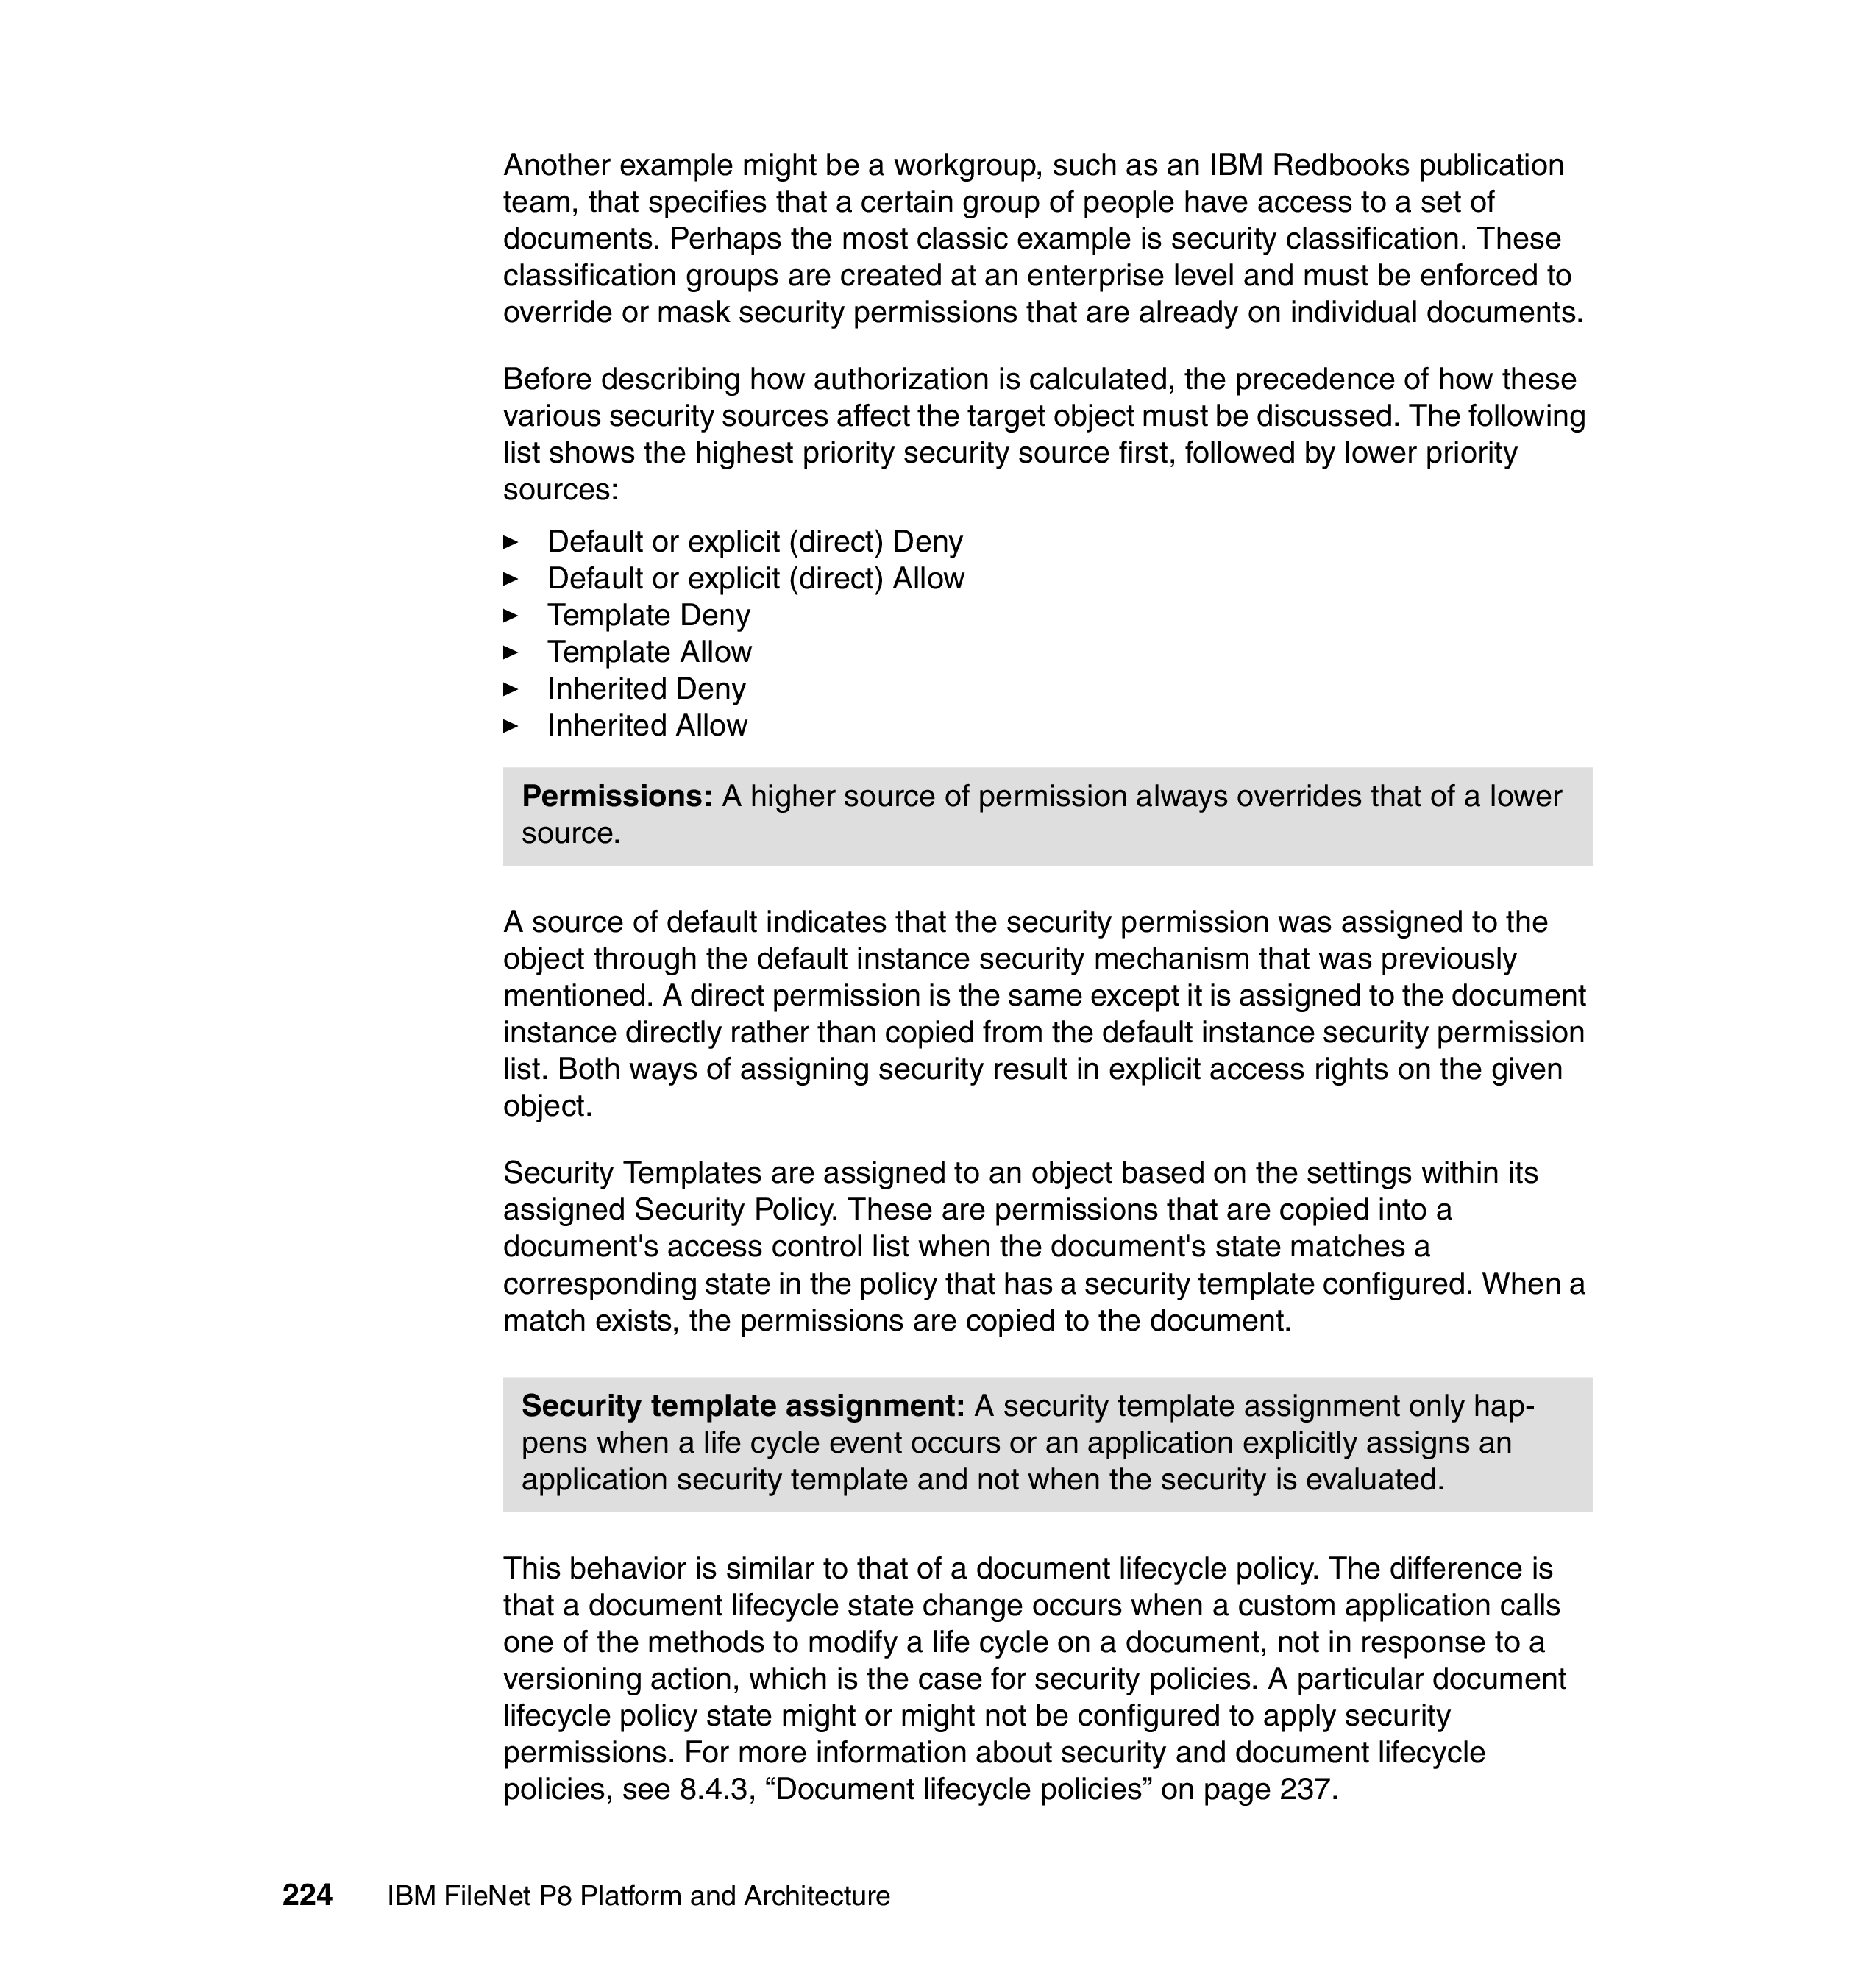 Another example might be a workgroup, such as an IBM Redbooks publication
team, that specifies that a certain group of people have access to a set of
documents. Perhaps the most classic example is security classification. These
classification groups are created at an enterprise level and must be enforced to
override or mask security permissions that are already on individual documents.
Before describing how authorization is calculated, the precedence of how these
various security sources affect the target object must be discussed. The following
list shows the highest priority security source first, followed by lower priority
sources:
► Default or explicit (direct) Deny
► Default or explicit (direct) Allow
► Template Deny
► Template Allow
► Inherited Deny
► Inherited Allow
Permissions: A higher source of permission always overrides that of a lower
source.
A source of default indicates that the security permission was assigned to the
object through the default instance security mechanism that was previously
mentioned. A direct permission is the same except it is assigned to the document
instance directly rather than copied from the default instance security permission
list. Both ways of assigning security result in explicit access rights on the given
object.
Security Templates are assigned to an object based on the settings within its
assigned Security Policy. These are permissions that are copied into a
document's access control list when the document's state matches a
corresponding state in the policy that has a security template configured. When a
match exists, the permissions are copied to the document.
Security template assignment: A security template assignment only hap-
pens when a life cycle event occurs or an application explicitly assigns an
application security template and not when the security is evaluated.
This behavior is similar to that of a document lifecycle policy. The difference is
that a document lifecycle state change occurs when a custom application calls
one of the methods to modify a life cycle on a document, not in response to a
versioning action, which is the case for security policies. A particular document
lifecycle policy state might or might not be configured to apply security
permissions. For more information about security and document lifecycle
policies, see 8.4.3, “Document lifecycle policies” on page 237.
224 IBM FileNet P8 Platform and Architecture